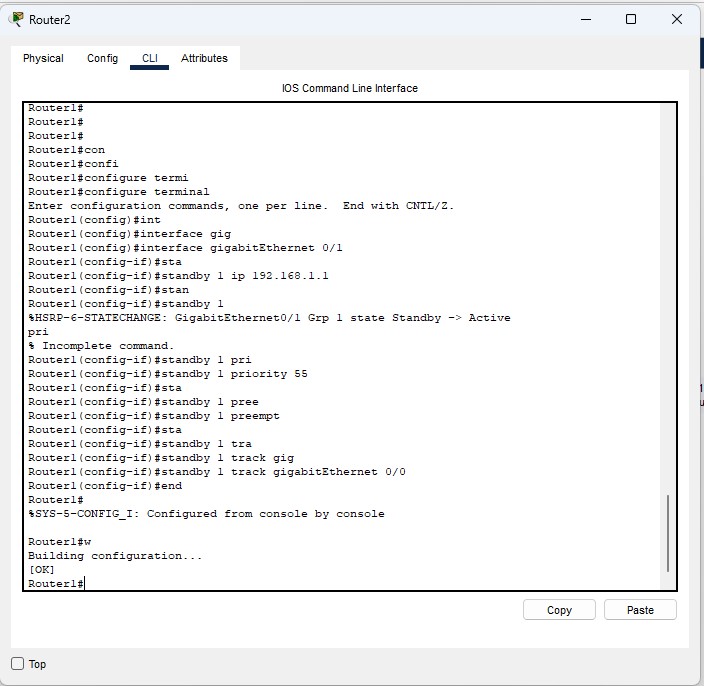 Router2
Physical Config CLI Attributes
IOS Command Line Interface
Router1#
Router1#
Router1#
Router1#con
Router1#confi
Router1#configure termi
Router1#configure terminal
Enter configuration commands, one per line. End with CNTL/Z.
Router1(config)#int
Router1(config)#interface gig
Router1(config)#interface gigabitEthernet 0/1
Router1(config-if)#sta
Router1(config-if)#standby 1 ip 192.168.1.1
Router1(config-if)#stan
Router1(config-if)#standby 1
%HSRP-6-STATECHANGE: GigabitEthernet0/1 Grp 1 state Standby -> Active
pri
% Incomplete command.
Router1(config-if)#standby 1 pri
Router1(config-if)#standby 1 priority 55
Router1(config-if)#sta
Router1(config-if)#standby 1 pree
Router1(config-if)#standby 1 preempt
Router1(config-if)#sta
Router1(config-if)#standby 1 tra
Router1(config-if)#standby 1 track gig
Router1(config-if)#standby 1 track gigabitEthernet 0/0
Router1(config-if)#end
Router1#
%SYS-5-CONFIG_I: Configured from console by console
Router1#w
Building configuration...
[OK]
Router1#
Copy Paste
Top